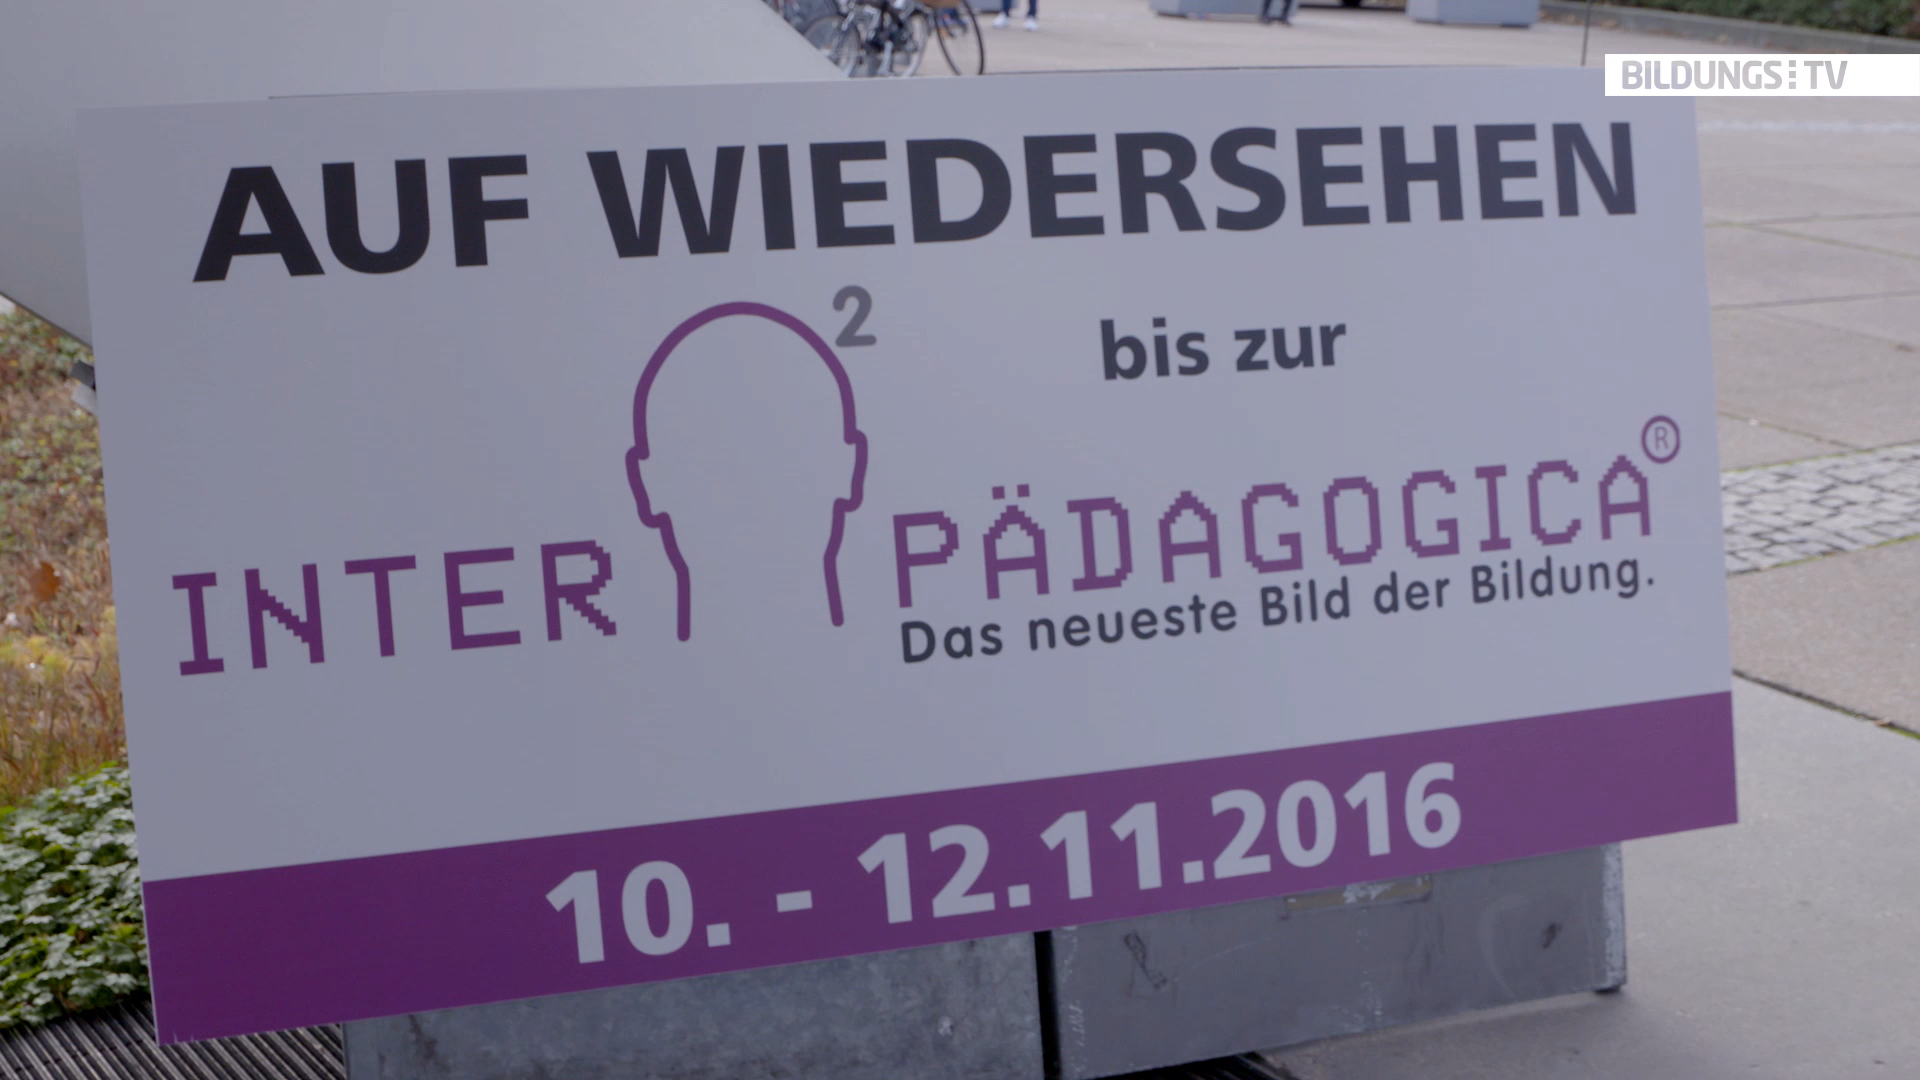 BILDUNGS:TV
AUF WIEDERSEHEN
2
bis zur
INTER PÄDAGOGICA®
Das neueste Bild der Bildung.
10. - 12.11.2016